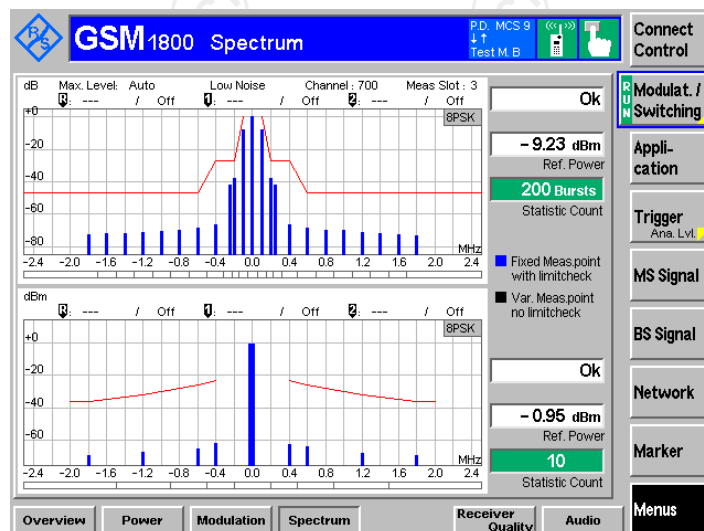 R&S GSM 1800 Spectrum
P.D. MCS 9
↓↑
Test M. B
Connect Control
dB Max. Level: Auto Low Noise Channel : 700 Meas Slot : 3
R: --- / Off 1: --- / Off 2: --- / Off
8PSK
+0
-20
-40
-60
-80
MHz
-2.4 -2.0 -1.6 -1.2 -0.8 -0.4 0.0 0.4 0.8 1.2 1.6 2.0 2.4
Ok
- 9.23 dBm
Ref. Power
200 Bursts
Statistic Count
Fixed Meas.point
with limitcheck
Var. Meas.point
no limitcheck
dBm
R: --- / Off 1: --- / Off 2: --- / Off
8PSK
+0
-20
-40
-60
MHz
-2.4 -2.0 -1.6 -1.2 -0.8 -0.4 0.0 0.4 0.8 1.2 1.6 2.0 2.4
Ok
- 0.95 dBm
Ref. Power
10
Statistic Count
RUN
Modulat. /
Switching
Appli-
cation
Trigger
Ana. Lvl.
MS Signal
BS Signal
Network
Marker
Menus
Overview Power Modulation Spectrum Receiver Quality Audio